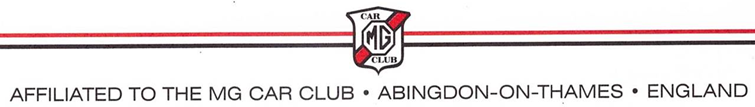 CAR
MG
CLUB
AFFILIATED TO THE MG CAR CLUB • ABINGDON-ON-THAMES • ENGLAND